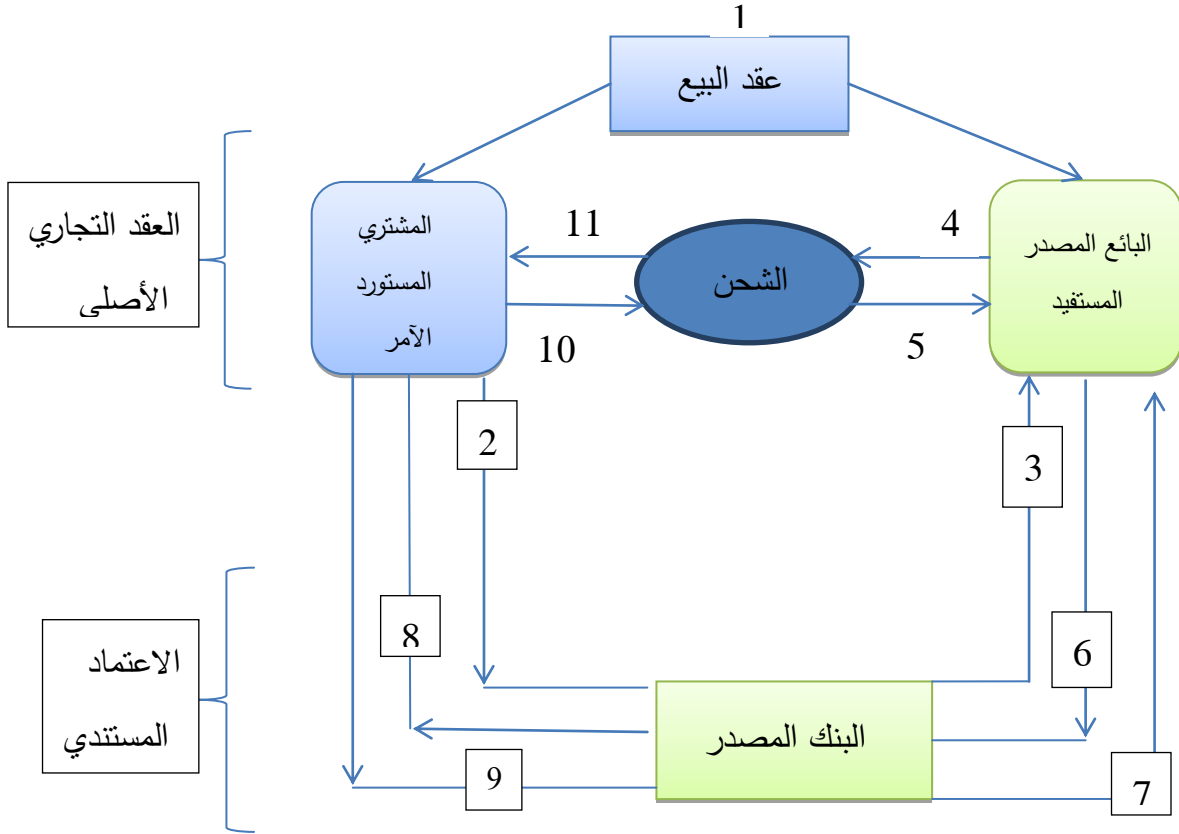 1
عقد البيع
العقد التجاري
الأصلي
المشتري
المستورد
الآمر
11
10
الشحن
4
5
البائع المصدر
المستفيد
2
3
8
6
الاعتماد
المستندي
البنك المصدر
9
7